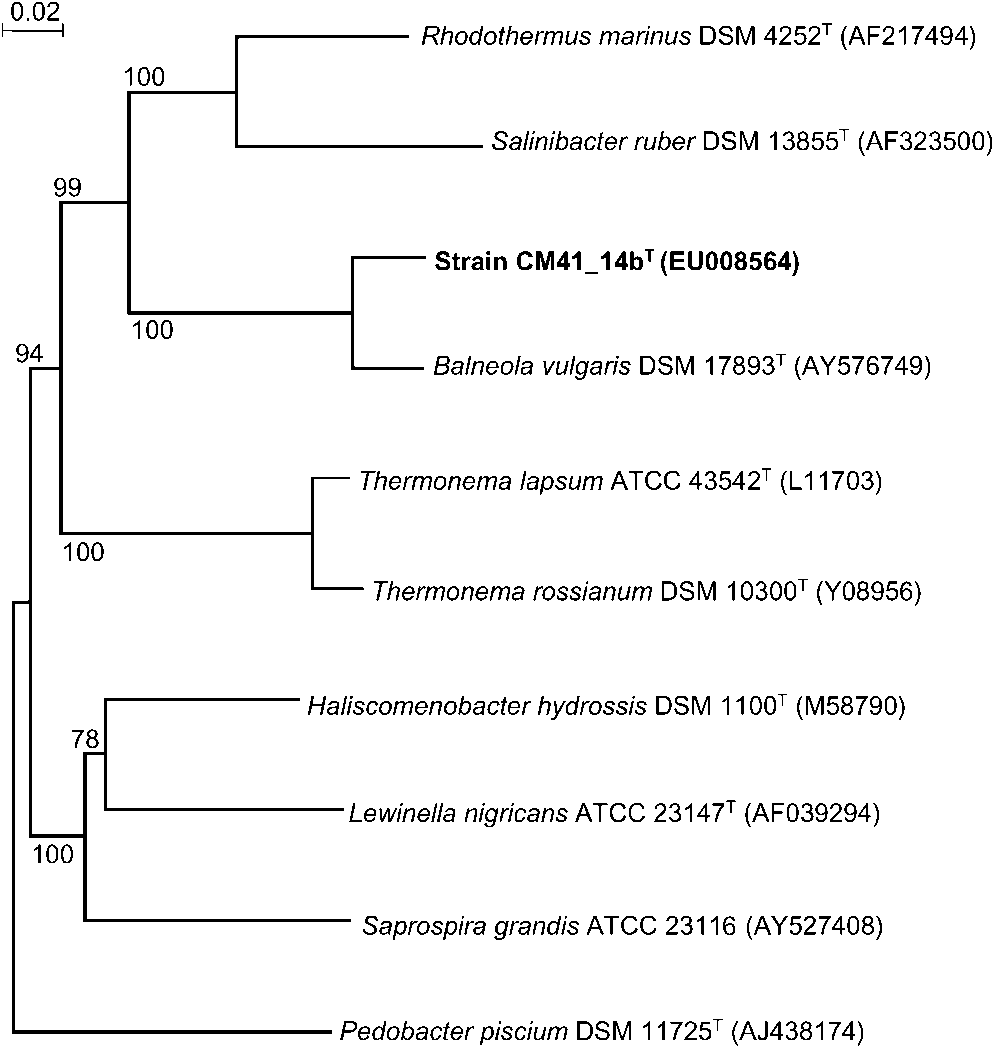 0.02
Rhodothermus marinus DSM 4252ᵀ (AF217494)
100
Salinibacter ruber DSM 13855ᵀ (AF323500)
99
Strain CM41_14bᵀ (EU008564)
100
94
Balneola vulgaris DSM 17893ᵀ (AY576749)
Thermonema lapsum ATCC 43542ᵀ (L11703)
100
Thermonema rossianum DSM 10300ᵀ (Y08956)
Haliscomenobacter hydrossis DSM 1100ᵀ (M58790)
78
Lewinella nigricans ATCC 23147ᵀ (AF039294)
100
Saprospira grandis ATCC 23116 (AY527408)
Pedobacter piscium DSM 11725ᵀ (AJ438174)